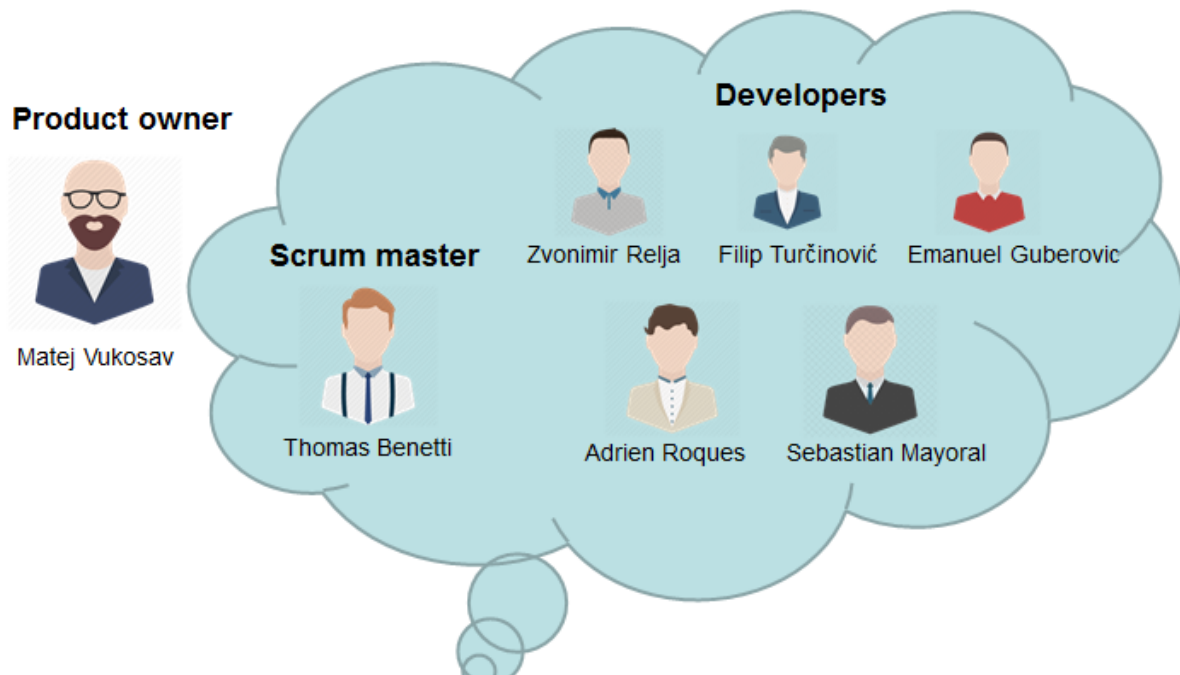 Product owner
Matej Vukosav
Scrum master
Thomas Benetti
Developers
Zvonimir Relja
Filip Turčinović
Emanuel Guberovic
Adrien Roques
Sebastian Mayoral